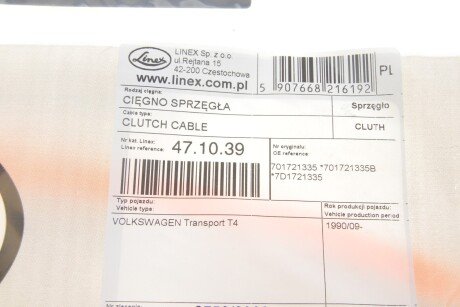 Linex
LINEX Sp. z o.o.
ul.Rejtana 15
42-200 Częstochowa
www.linex.com.pl
5 907668 216192
PL
Rodzaj cięgna:
CIĘGNO SPRZĘGŁA
Sprzęgło
Cable type:
CLUTCH CABLE
CLUTH
Nr kat. Linex:
Linex reference:
47.10.39
Nr oryginału:
OE reference:
701721335 *701721335B
*7D1721335
Typ pojazdu:
Vehicle type:
VOLKSWAGEN Transport T4
Rok produkcji pojazdu:
Vehicle production period
1990/09-